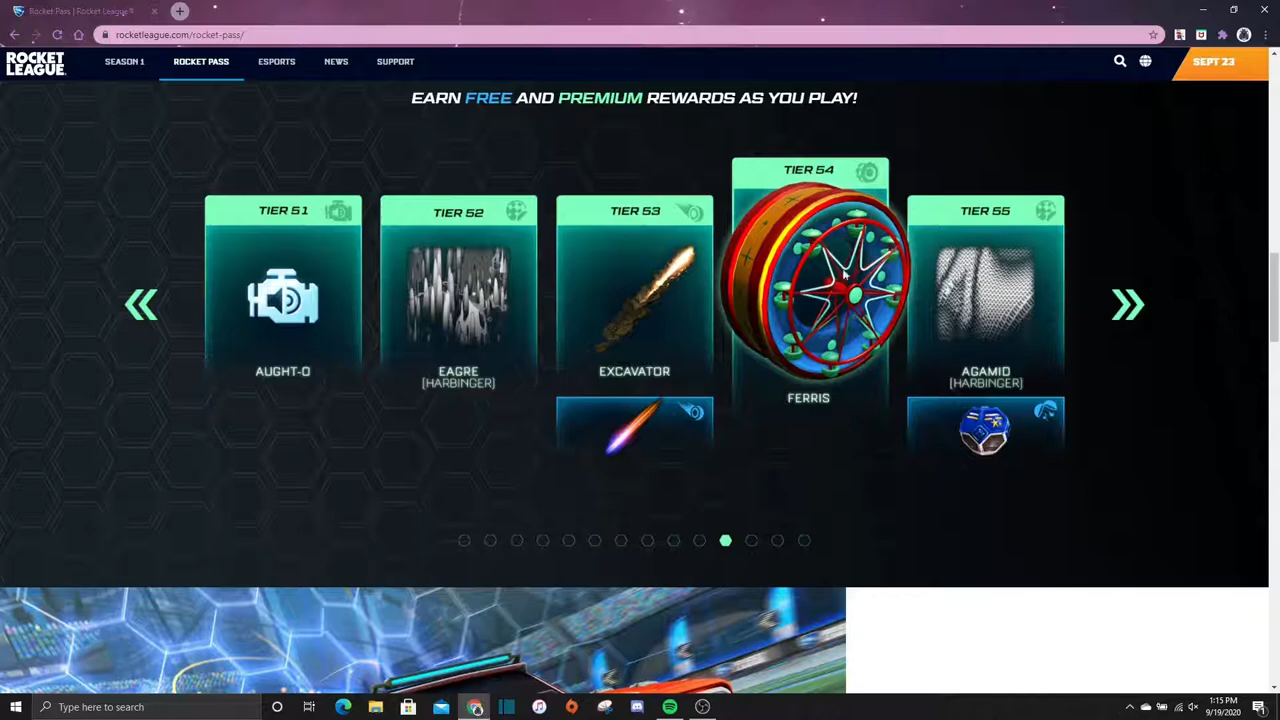 Rocket Pass | Rocket League®
rocketleague.com/rocket-pass/
ROCKET
LEAGUE.
SEASON 1
ROCKET PASS
ESPORTS
NEWS
SUPPORT
SEPT 23
EARN FREE AND PREMIUM REWARDS AS YOU PLAY!
TIER 51
TIER 52
TIER 53
TIER 54
TIER 55
AUGHT-O
EAGRE
[HARBINGER]
EXCAVATOR
FERRIS
AGAMID
[HARBINGER]
Type here to search
1:15 PM
9/19/2020